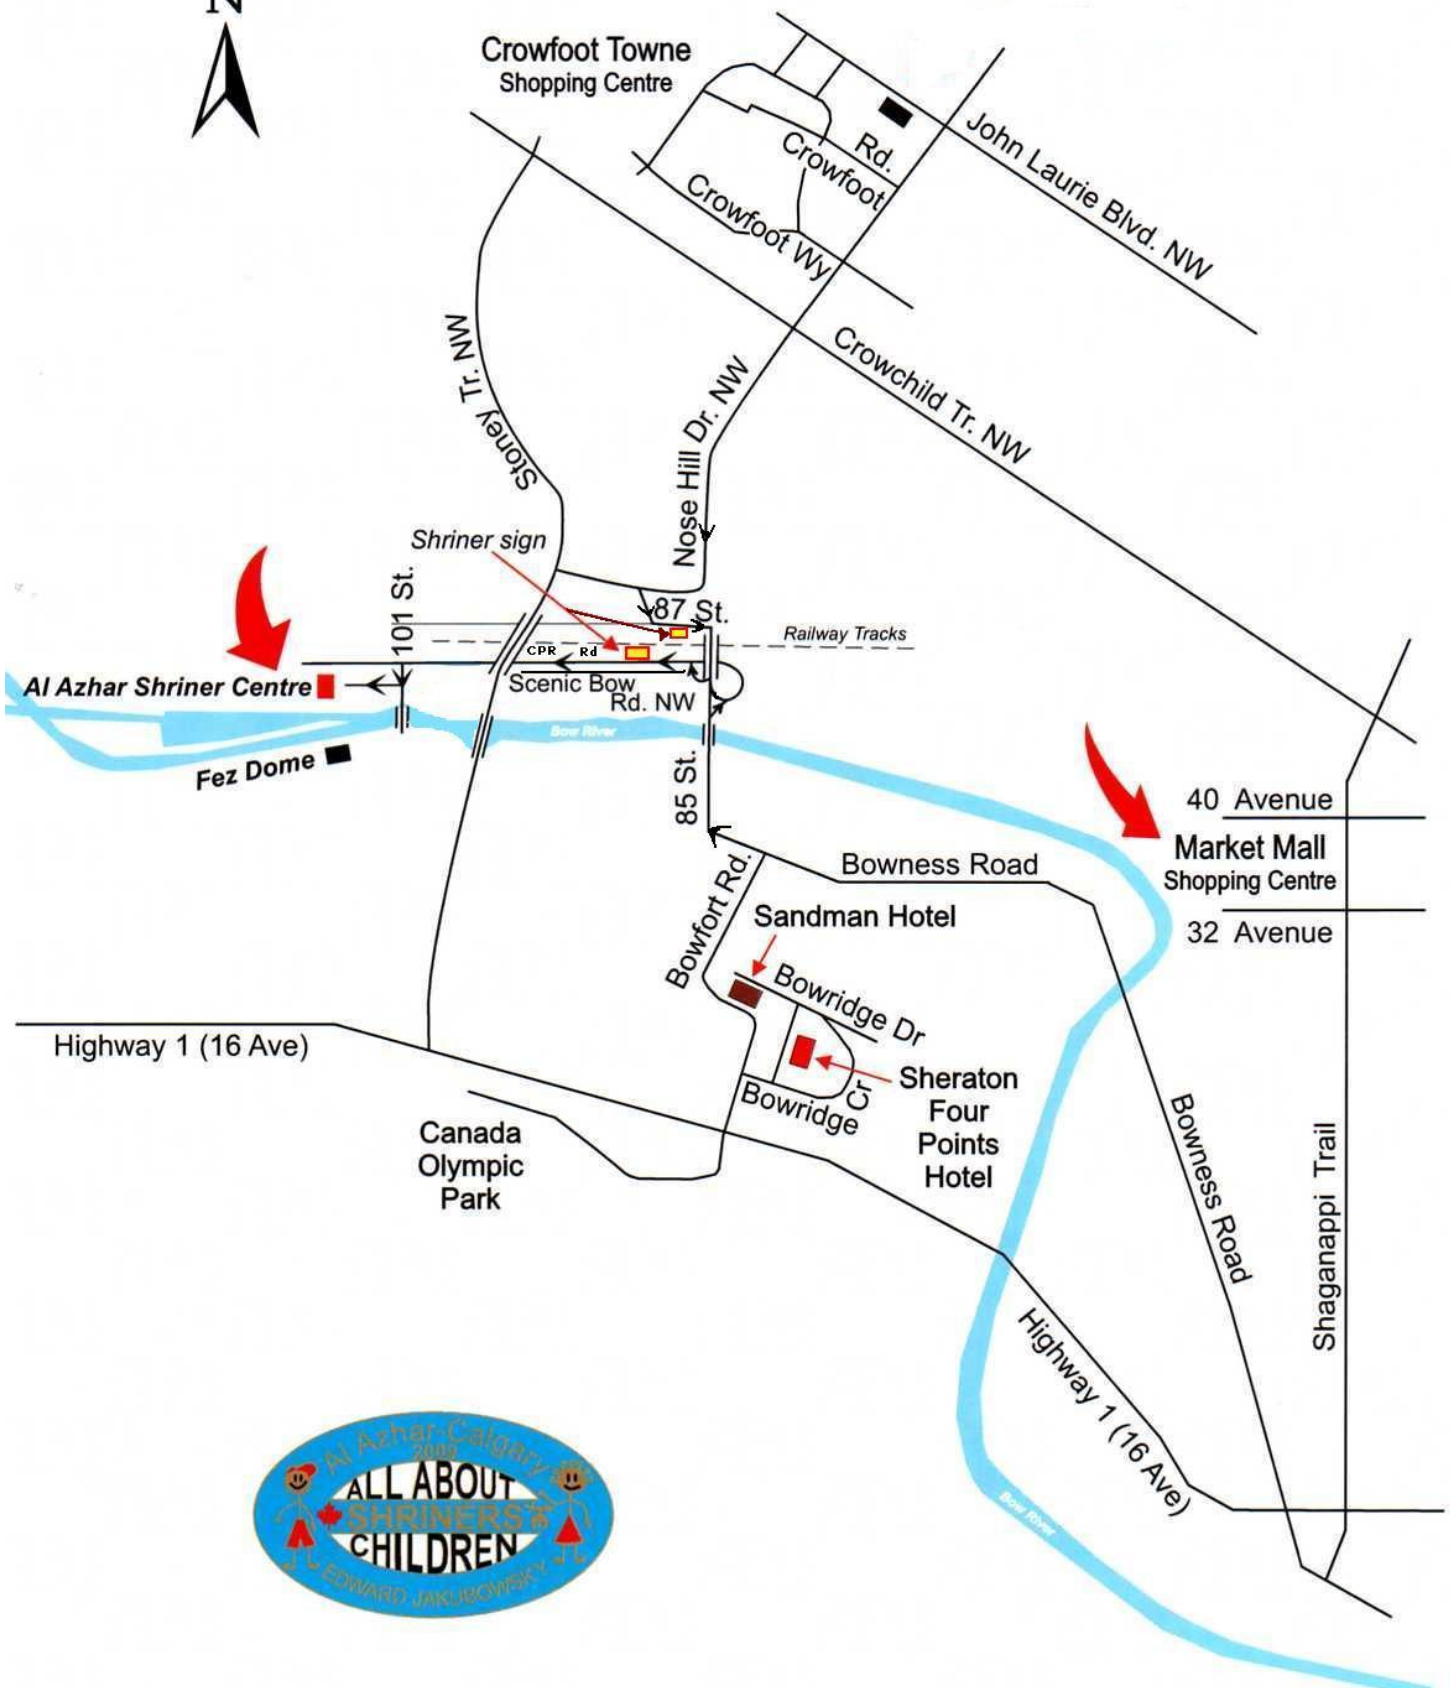 N
Crowfoot Towne
Shopping Centre
John Laurie Blvd. NW
Crowfoot
Rd.
Crowfoot Wy
Crowchild Tr. NW
Stoney Tr. NW
Nose Hill Dr. NW
Shriner sign
101 St.
87 St.
Railway Tracks
CPR Rd
Al Azhar Shriner Centre
Scenic Bow
Rd. NW
Bow River
Fez Dome
85 St.
40 Avenue
Market Mall
Shopping Centre
32 Avenue
Bowness Road
Bowfort Rd.
Sandman Hotel
Bowridge Dr
Highway 1 (16 Ave)
Sheraton
Four
Points
Hotel
Bowridge
Cr
Canada
Olympic
Park
Bowness Road
Shaganappi Trail
Highway 1 (16 Ave)
Bow River
Al Azhar-Calgary
2009
ALL ABOUT
SHRINERS
CHILDREN
EDWARD JAKUBOWSKY